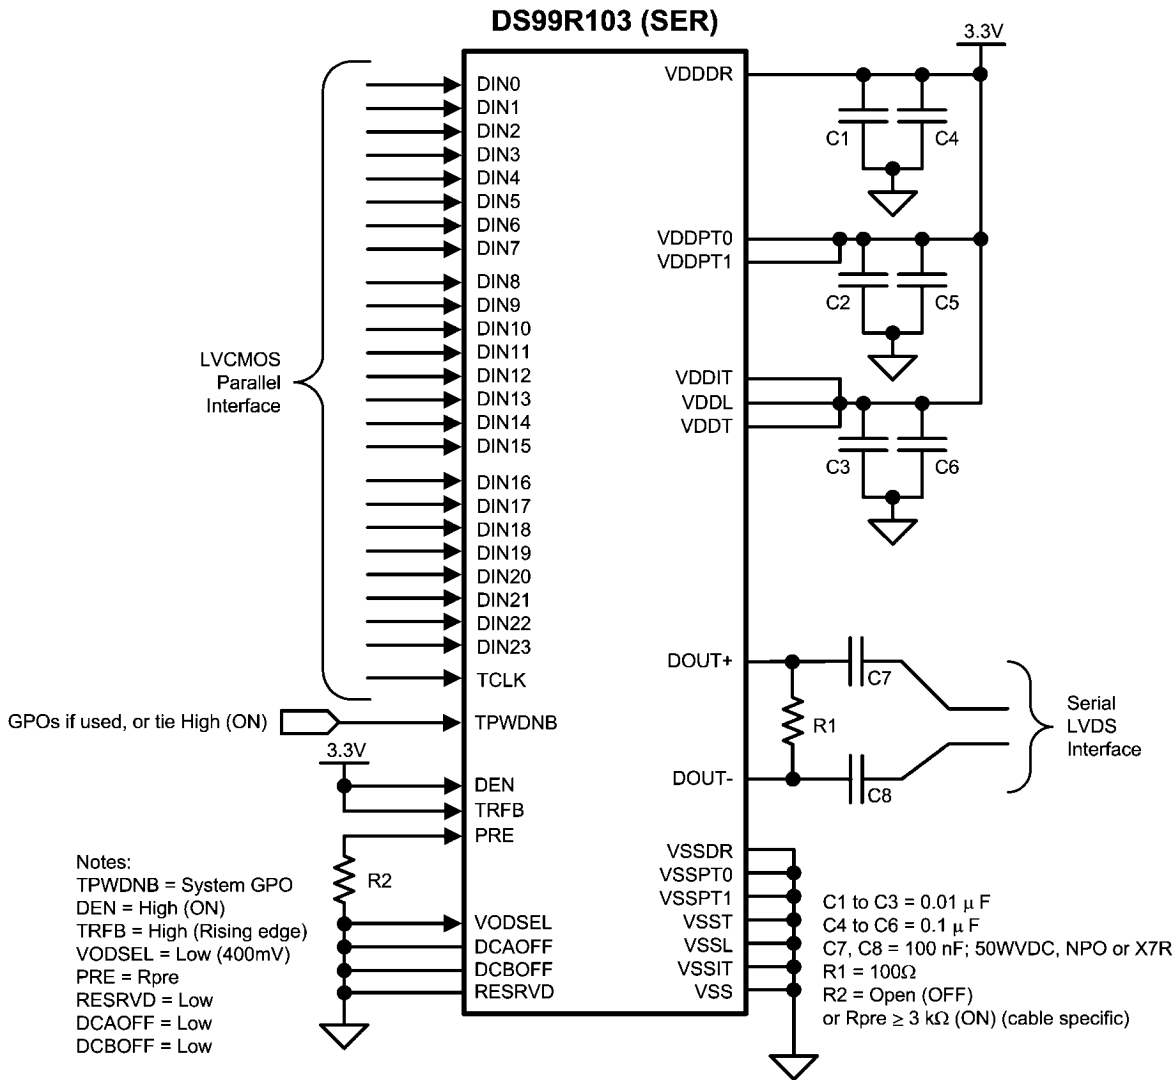 DS99R103 (SER)
3.3V
DIN0
DIN1
DIN2
DIN3
DIN4
DIN5
DIN6
DIN7
DIN8
DIN9
DIN10
DIN11
DIN12
DIN13
DIN14
DIN15
DIN16
DIN17
DIN18
DIN19
DIN20
DIN21
DIN22
DIN23
TCLK
LVCMOS
Parallel
Interface
GPOs if used, or tie High (ON)
TPWDNB
3.3V
DEN
TRFB
PRE
R2
VODSEL
DCAOFF
DCBOFF
RESRVD
VDDDR
C1
C4
VDDPT0
VDDPT1
C2
C5
VDDIT
VDDL
VDDT
C3
C6
DOUT+
C7
R1
DOUT-
C8
Serial
LVDS
Interface
VSSDR
VSSPT0
VSSPT1
VSST
VSSL
VSSIT
VSS
Notes:
TPWDNB = System GPO
DEN = High (ON)
TRFB = High (Rising edge)
VODSEL = Low (400mV)
PRE = Rpre
RESRVD = Low
DCAOFF = Low
DCBOFF = Low
C1 to C3 = 0.01 μ F
C4 to C6 = 0.1 μ F
C7, C8 = 100 nF; 50WVDC, NPO or X7R
R1 = 100Ω
R2 = Open (OFF)
or Rpre ≥ 3 kΩ (ON) (cable specific)